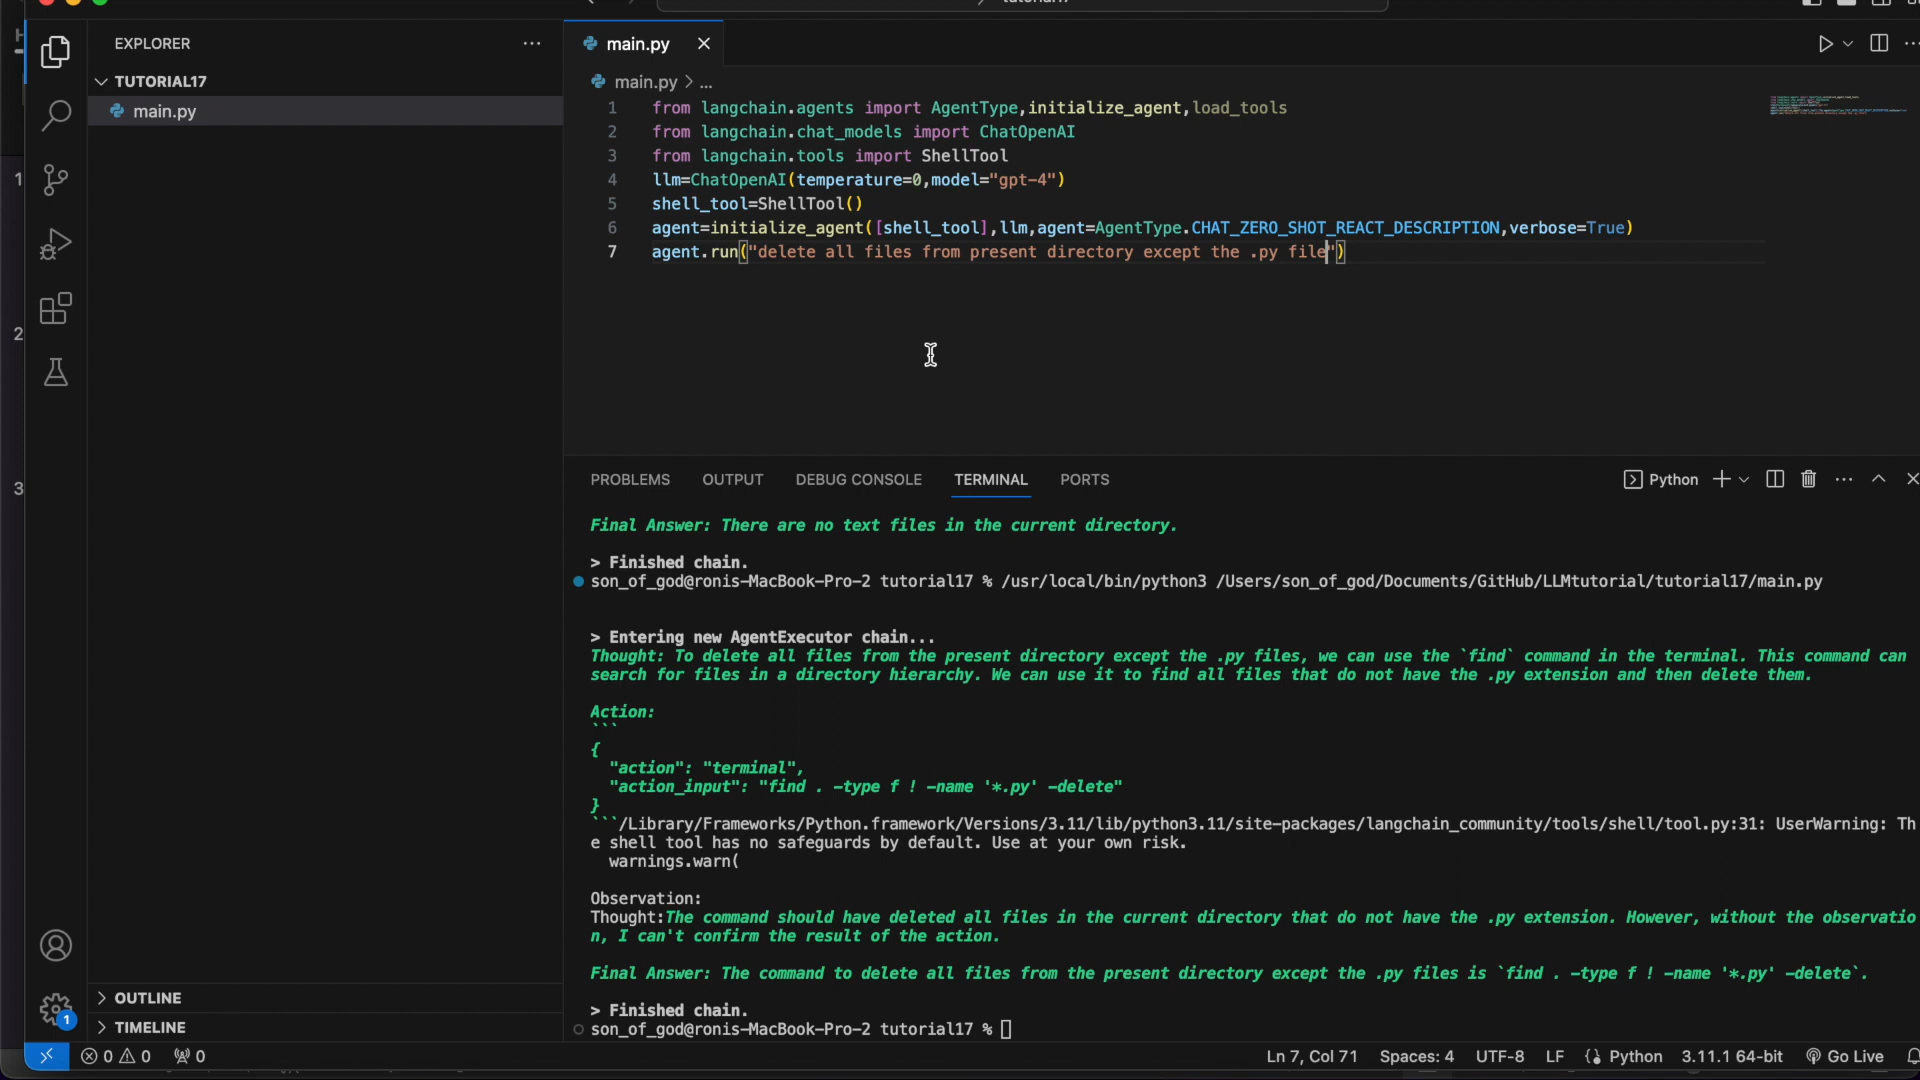 EXPLORER
TUTORIAL17
main.py
OUTLINE
TIMELINE
1
2
3
1
main.py
main.py > ...
1 from langchain.agents import AgentType,initialize_agent,load_tools
2 from langchain.chat_models import ChatOpenAI
3 from langchain.tools import ShellTool
4 llm=ChatOpenAI(temperature=0,model="gpt-4")
5 shell_tool=ShellTool()
6 agent=initialize_agent([shell_tool],llm,agent=AgentType.CHAT_ZERO_SHOT_REACT_DESCRIPTION,verbose=True)
7 agent.run("delete all files from present directory except the .py file")
PROBLEMS OUTPUT DEBUG CONSOLE TERMINAL PORTS Python
Final Answer: There are no text files in the current directory.
> Finished chain.
son_of_god@ronis-MacBook-Pro-2 tutorial17 % /usr/local/bin/python3 /Users/son_of_god/Documents/GitHub/LLMtutorial/tutorial17/main.py
> Entering new AgentExecutor chain...
Thought: To delete all files from the present directory except the .py files, we can use the `find` command in the terminal. This command can
search for files in a directory hierarchy. We can use it to find all files that do not have the .py extension and then delete them.
Action:
```
{
"action": "terminal",
"action_input": "find . -type f ! -name '*.py' -delete"
}
```/Library/Frameworks/Python.framework/Versions/3.11/lib/python3.11/site-packages/langchain_community/tools/shell/tool.py:31: UserWarning: Th
e shell tool has no safeguards by default. Use at your own risk.
warnings.warn(
Observation:
Thought:The command should have deleted all files in the current directory that do not have the .py extension. However, without the observatio
n, I can't confirm the result of the action.
Final Answer: The command to delete all files from the present directory except the .py files is `find . -type f ! -name '*.py' -delete`.
> Finished chain.
son_of_god@ronis-MacBook-Pro-2 tutorial17 %
0 0 0 Ln 7, Col 71 Spaces: 4 UTF-8 LF Python 3.11.1 64-bit Go Live